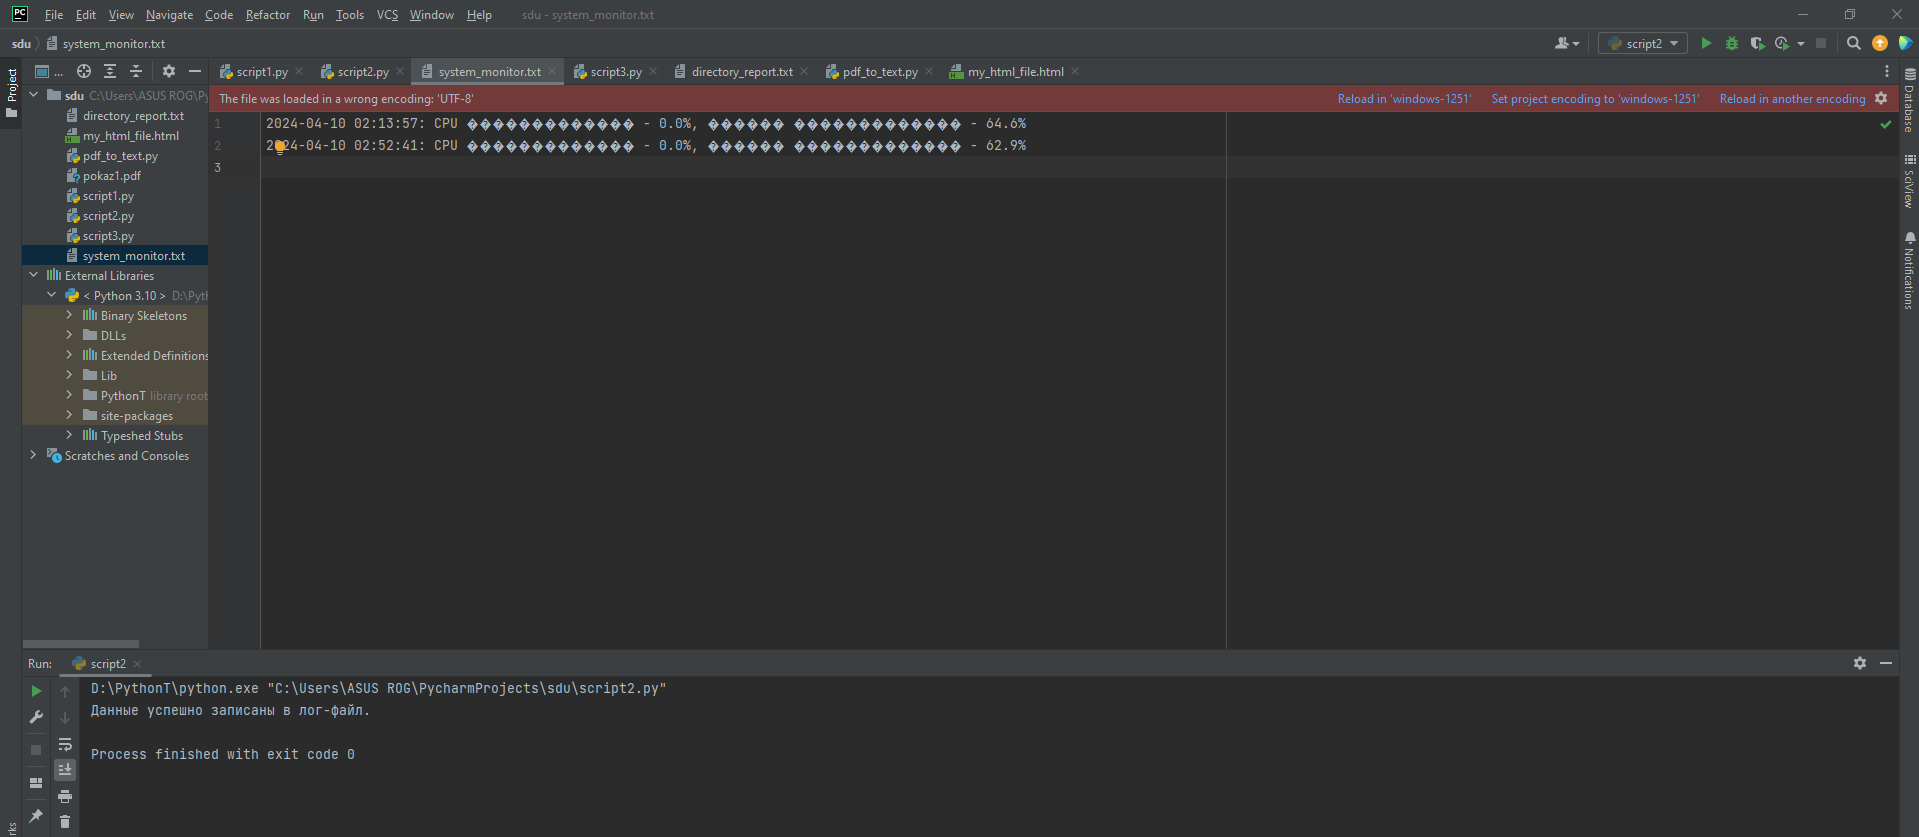 PC File Edit View Navigate Code Refactor Run Tools VCS Window Help sdu - system_monitor.txt
sdu system_monitor.txt script2
Project ... script1.py script2.py system_monitor.txt script3.py directory_report.txt pdf_to_text.py my_html_file.html
sdu C:\Users\ASUS ROG\Py
directory_report.txt
my_html_file.html
pdf_to_text.py
pokaz1.pdf
script1.py
script2.py
script3.py
system_monitor.txt
External Libraries
< Python 3.10 > D:\Pyth
Binary Skeletons
DLLs
Extended Definitions
Lib
PythonT library root
site-packages
Typeshed Stubs
Scratches and Consoles
The file was loaded in a wrong encoding: 'UTF-8' Reload in 'windows-1251' Set project encoding to 'windows-1251' Reload in another encoding
1 2024-04-10 02:13:57: CPU ������������� - 0.0%, ������ ������������� - 64.6%
2 2024-04-10 02:52:41: CPU ������������� - 0.0%, ������ ������������� - 62.9%
3
Database
SciView
Notifications
Run: script2
D:\PythonT\python.exe "C:\Users\ASUS ROG\PycharmProjects\sdu\script2.py"
Данные успешно записаны в лог-файл.
Process finished with exit code 0